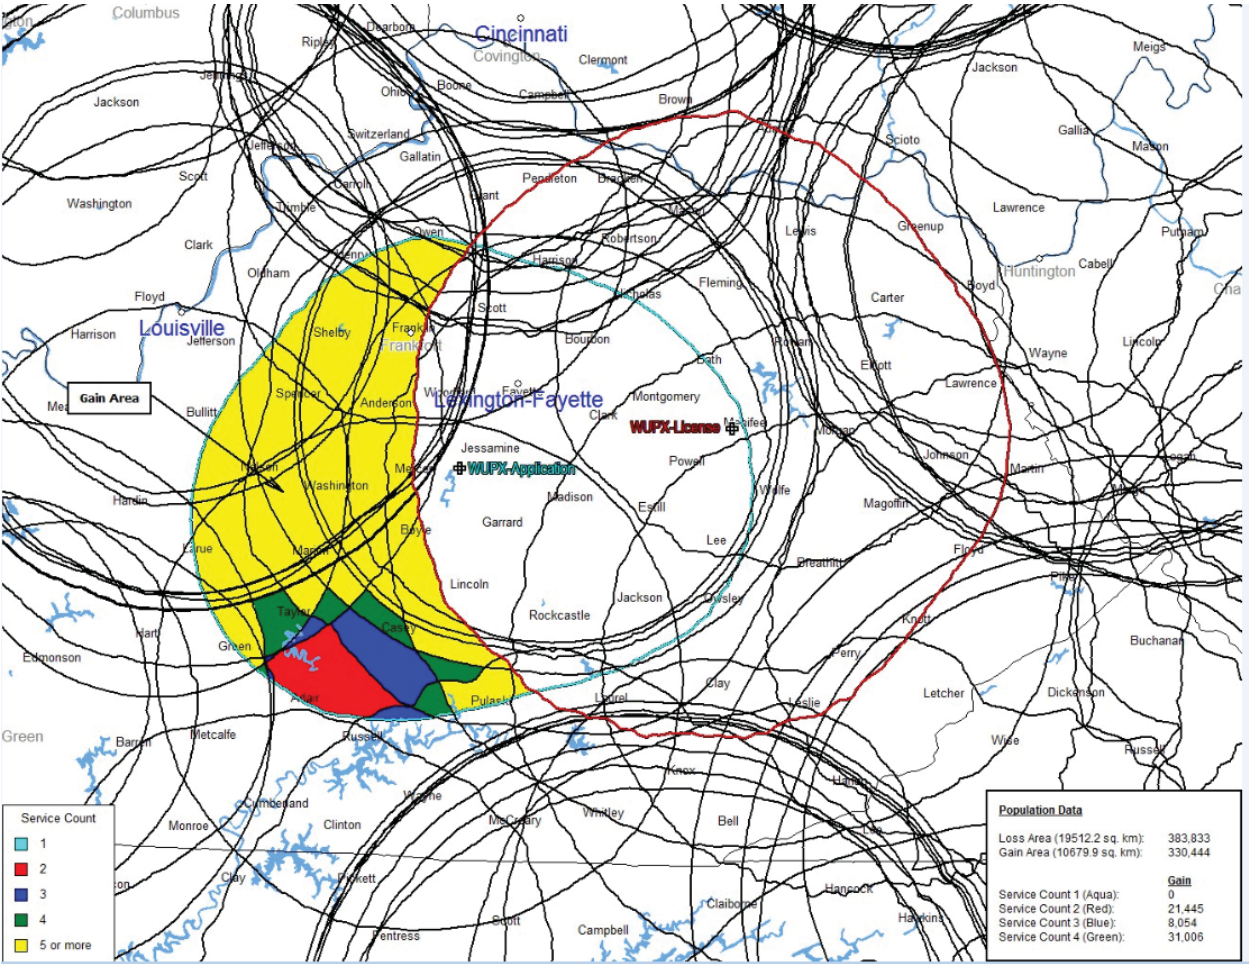 Columbus
Cincinnati
Dearborn
Ripley
Covington
Clermont
Meigs
Jackson
Boone
Ohio
Campbell
Brown
Jackson
Switzerland
Gallia
Scioto
Mason
Jefferson
Gallatin
Scott
Carroll
Grant
Pendleton
Bracken
Washington
Trimble
Mason
Lawrence
Clark
Owen
Henry
Robertson
Lewis
Greenup
Putnam
Oldham
Harrison
Huntington
Cabell
Fleming
Boyd
Floyd
Nicholas
Carter
Scott
Louisville
Shelby
Franklin
Frankfort
Harrison
Jefferson
Bourbon
Rowan
Lincoln
Wayne
Bath
Elliott
Lawrence
Gain Area
Spencer
Anderson
Woodford
Fayette
Lexington-Fayette
Montgomery
Bullitt
Clark
WUPX-License
Menifee
Morgan
Jessamine
Johnson
Logan
Nelson
Mercer
WUPX-Application
Powell
Martin
Washington
Wolfe
Hardin
Madison
Estill
Magoffin
Mingo
Garrard
Boyle
Lee
Larue
Marion
Floyd
Breathitt
Pike
Lincoln
Jackson
Owsley
Taylor
Rockcastle
Knott
Casey
Hart
Green
Buchanan
Edmonson
Perry
Clay
Letcher
Dickenson
Adair
Pulaski
Laurel
Leslie
Green
Barren
Metcalfe
Russell
Wise
Russell
Knox
Harlan
Wayne
Cumberland
Whitley
McCreary
Bell
Lee
Monroe
Clinton
Clay
Pickett
Hancock
Claiborne
Scott
Hawkins
Campbell
Fentress
Service Count
1
2
3
4
5 or more
Population Data
Loss Area (19512.2 sq. km): 383,833
Gain Area (10679.9 sq. km): 330,444
Gain
Service Count 1 (Aqua): 0
Service Count 2 (Red): 21,445
Service Count 3 (Blue): 8,054
Service Count 4 (Green): 31,006